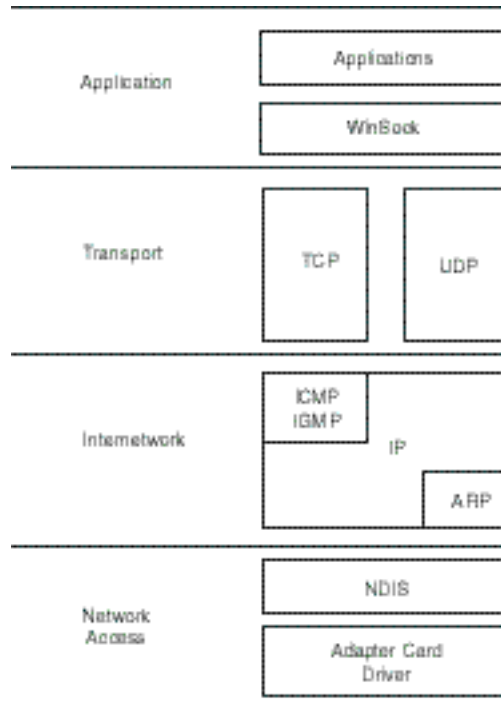 Application
Applications
WinSock
Transport
TCP
UDP
Internetwork
ICMP
IGMP
IP
ARP
Network
Access
NDIS
Adapter Card
Driver